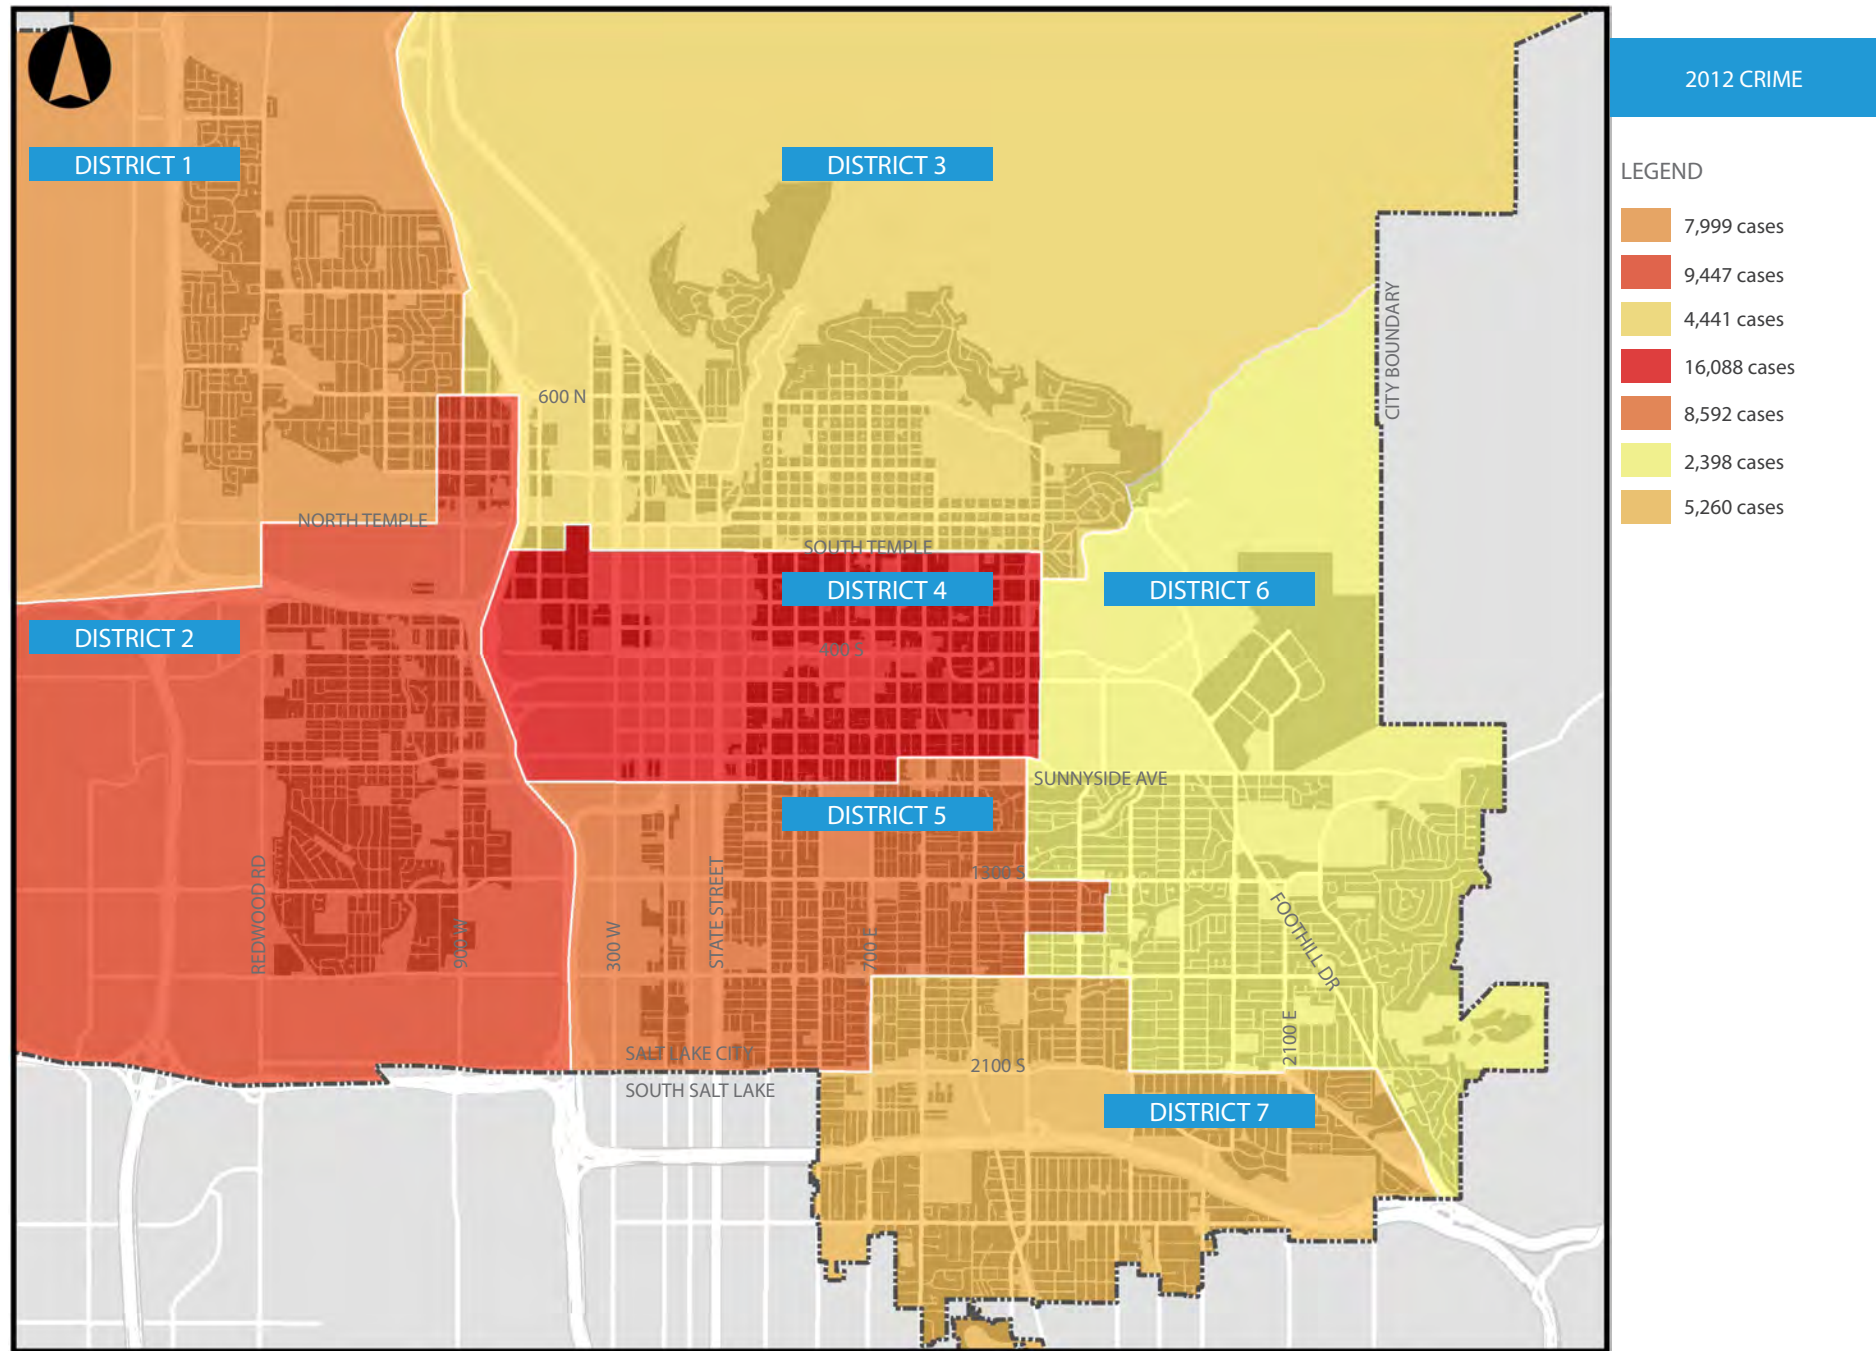 2012 CRIME
LEGEND
7,999 cases
9,447 cases
4,441 cases
16,088 cases
8,592 cases
2,398 cases
5,260 cases
DISTRICT 1
DISTRICT 3
CITY BOUNDARY
600 N
NORTH TEMPLE
SOUTH TEMPLE
DISTRICT 4
DISTRICT 6
DISTRICT 2
400 S
SUNNYSIDE AVE
DISTRICT 5
1300 S
REDWOOD RD
900 W
300 W
STATE STREET
700 E
FOOTHILL DR
2100 E
SALT LAKE CITY
2100 S
SOUTH SALT LAKE
DISTRICT 7